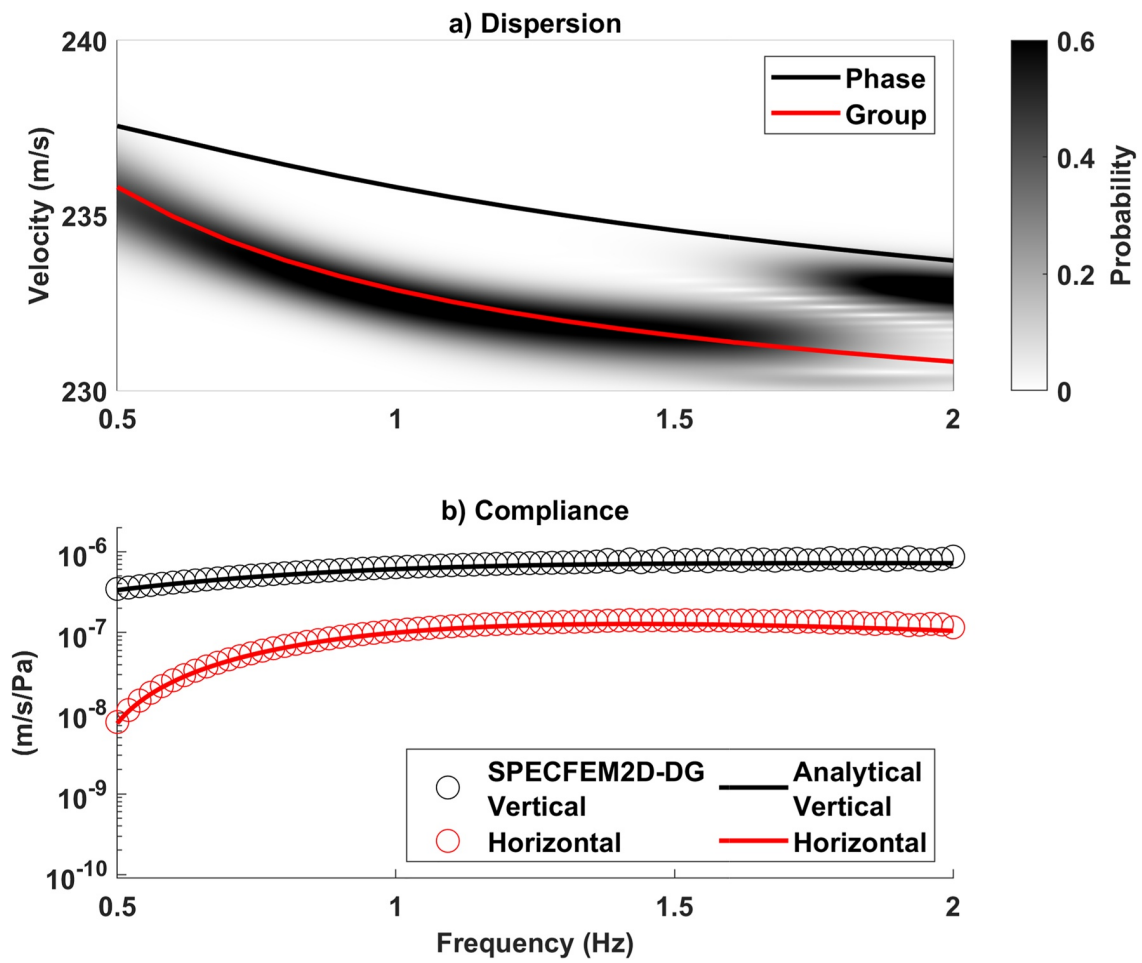 a) Dispersion
240
235
230
Velocity (m/s)
Phase
Group
0.5
1
1.5
2
0.6
0.4
0.2
0
Probability
b) Compliance
10-6
10-7
10-8
10-9
10-10
(m/s/Pa)
SPECFEM2D-DG
Vertical
Horizontal
Analytical
Vertical
Horizontal
0.5
1
1.5
2
Frequency (Hz)